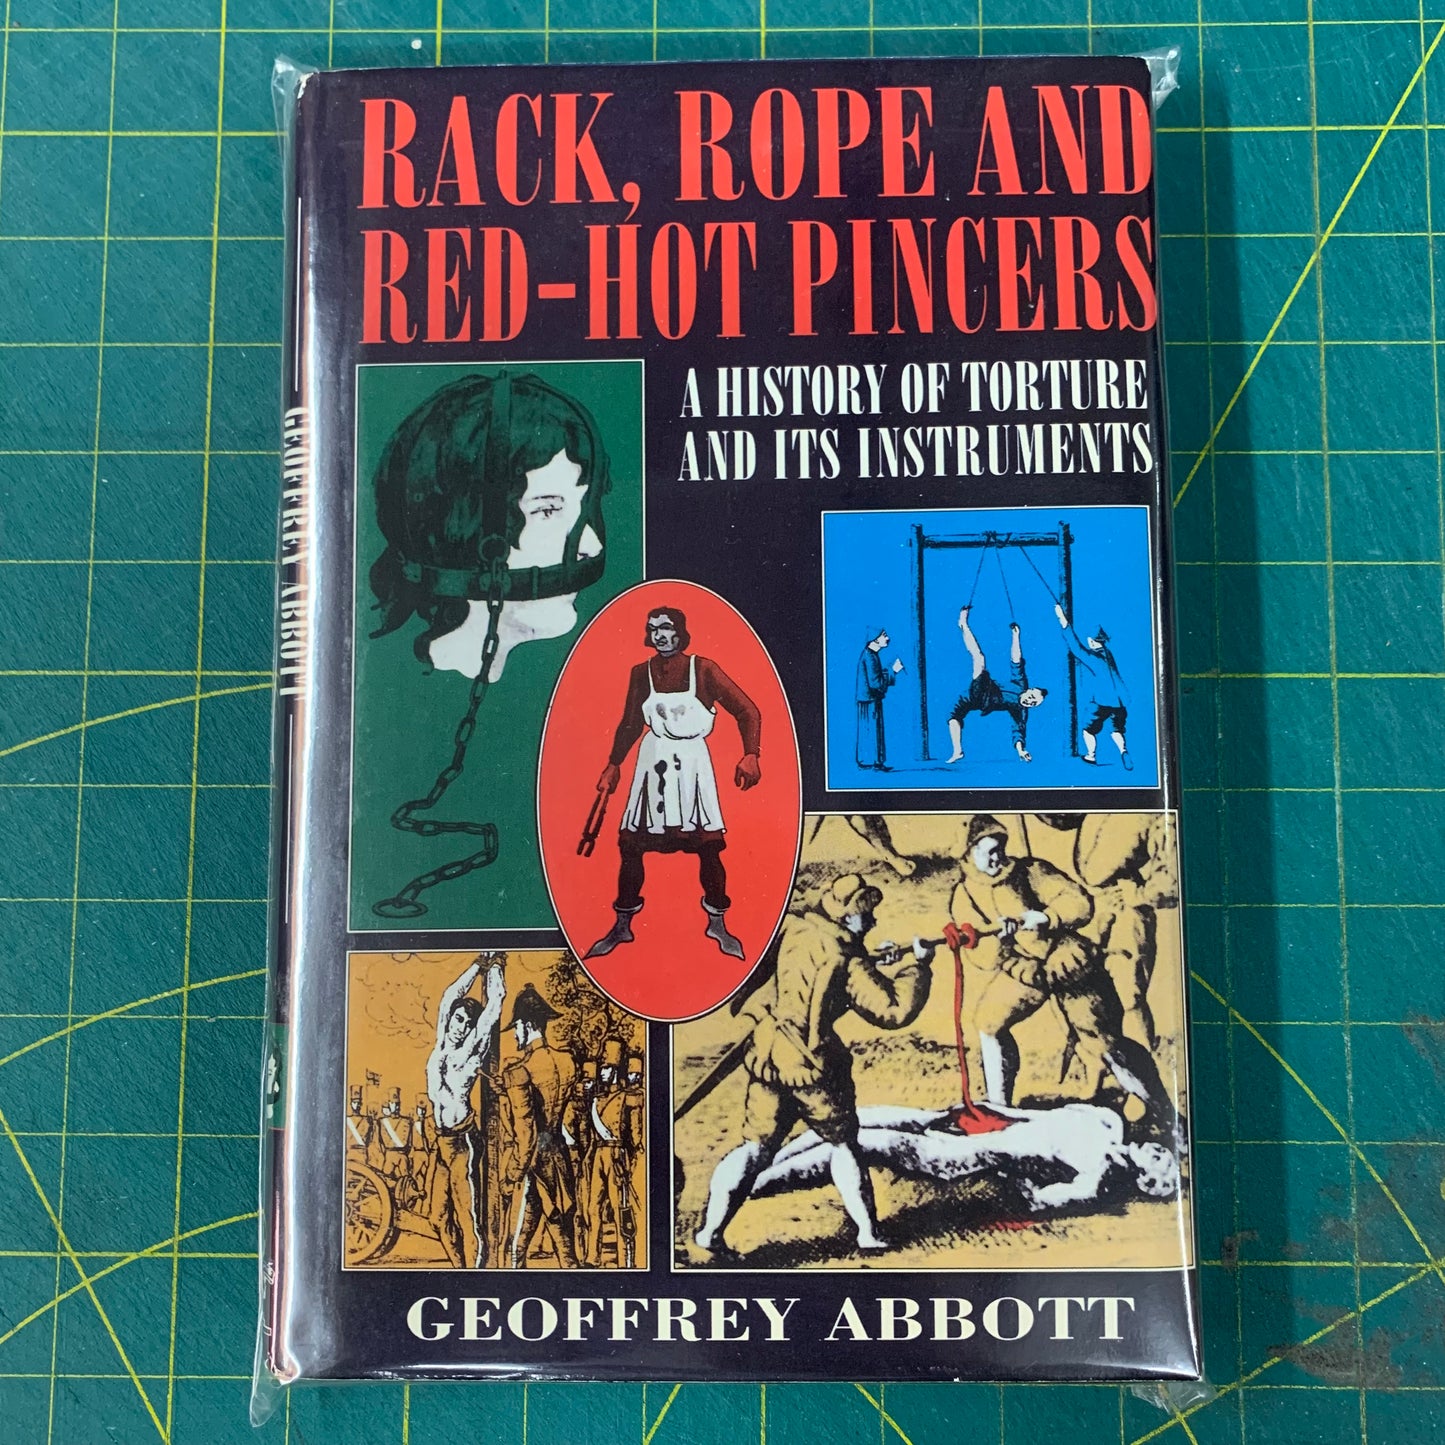 RACK, ROPE AND
RED-HOT PINCERS
A HISTORY OF TORTURE
AND ITS INSTRUMENTS
GEOFFREY ABBOTT
GEOFFREY ABBOTT